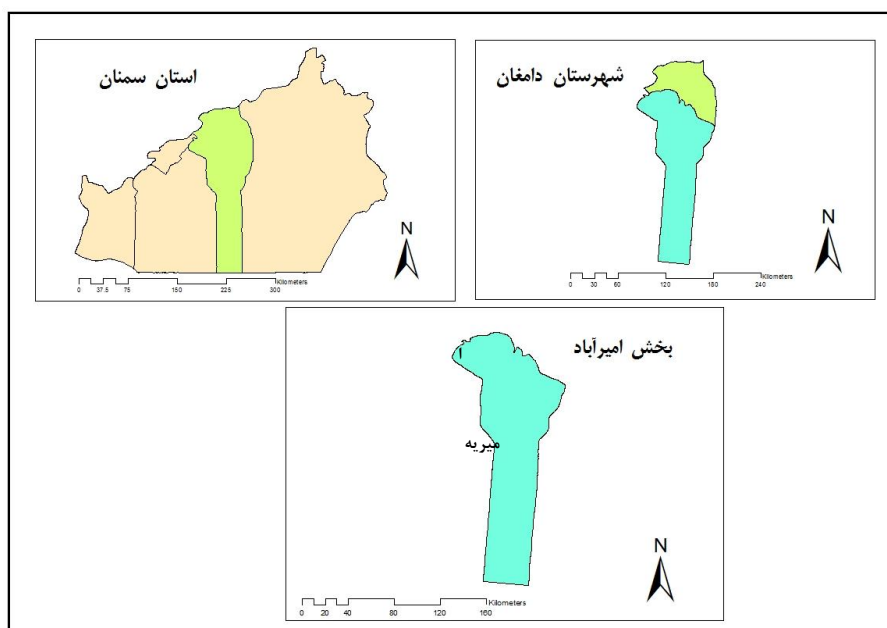 استان سمنان
N
Kilometers
0 37.5 75 150 225 300
شهرستان دامغان
N
Kilometers
0 30 60 120 180 240
بخش امیرآباد
میریه
N
Kilometers
0 20 40 80 120 160